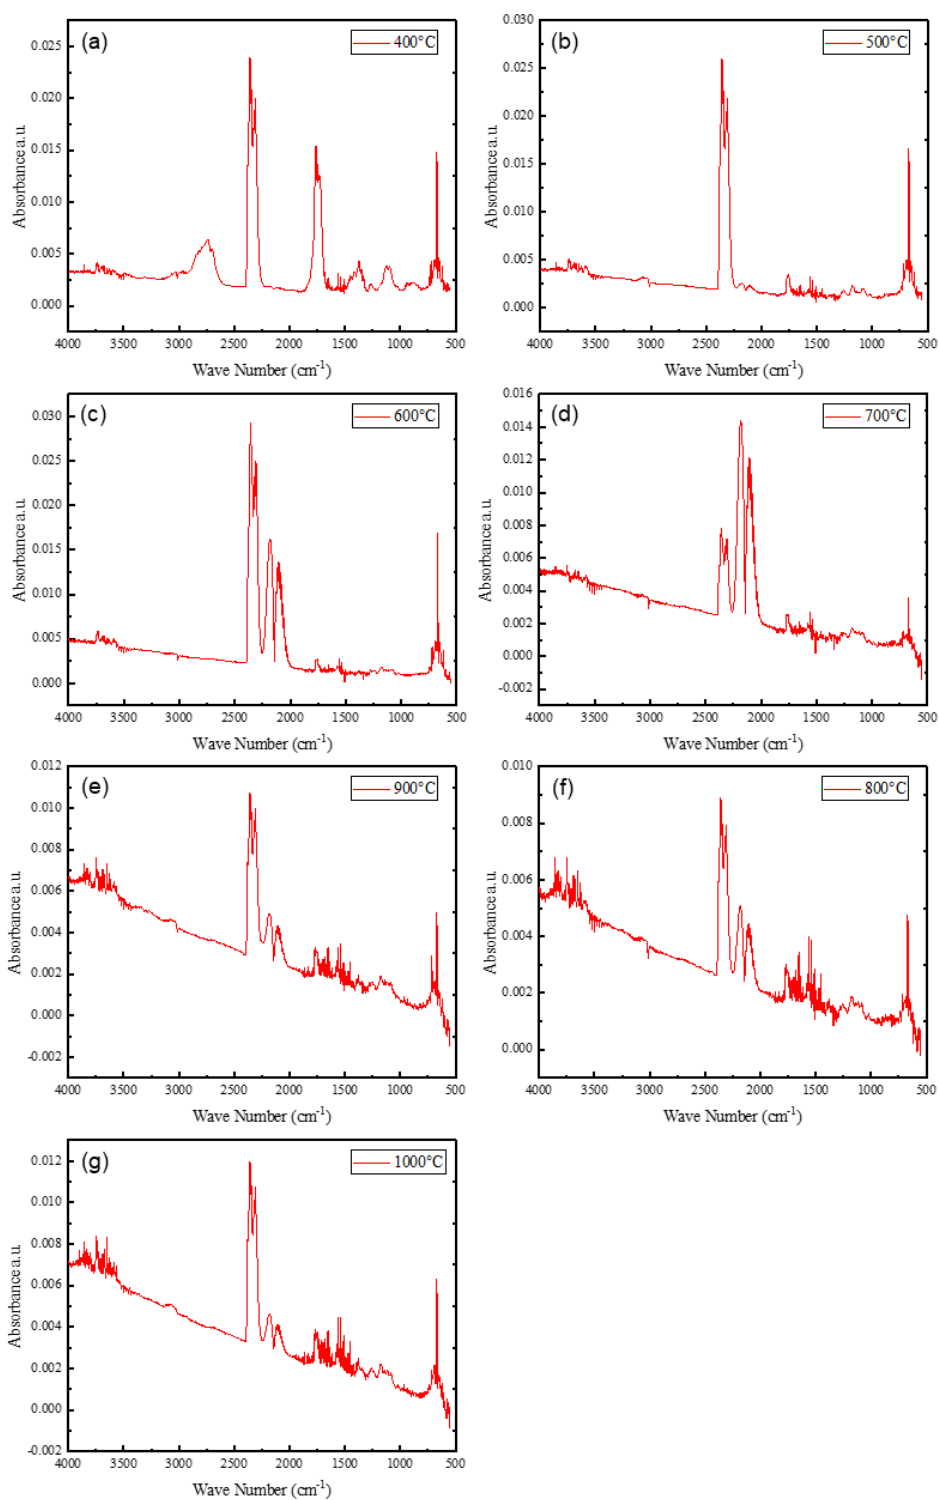 (a)
400°C
0.025
0.020
0.015
0.010
0.005
0.000
Absorbance a.u.
4000 3500 3000 2500 2000 1500 1000 500
Wave Number (cm⁻¹)
(b)
500°C
0.030
0.025
0.020
0.015
0.010
0.005
0.000
Absorbance a.u.
4000 3500 3000 2500 2000 1500 1000 500
Wave Number (cm⁻¹)
(c)
600°C
0.030
0.025
0.020
0.015
0.010
0.005
0.000
Absorbance a.u.
4000 3500 3000 2500 2000 1500 1000 500
Wave Number (cm⁻¹)
(d)
700°C
0.016
0.014
0.012
0.010
0.008
0.006
0.004
0.002
0.000
-0.002
Absorbance a.u.
4000 3500 3000 2500 2000 1500 1000 500
Wave Number (cm⁻¹)
(e)
900°C
0.012
0.010
0.008
0.006
0.004
0.002
0.000
-0.002
Absorbance a.u.
4000 3500 3000 2500 2000 1500 1000 500
Wave Number (cm⁻¹)
(f)
800°C
0.010
0.008
0.006
0.004
0.002
0.000
Absorbance a.u.
4000 3500 3000 2500 2000 1500 1000 500
Wave Number (cm⁻¹)
(g)
1000°C
0.012
0.010
0.008
0.006
0.004
0.002
0.000
-0.002
Absorbance a.u.
4000 3500 3000 2500 2000 1500 1000 500
Wave Number (cm⁻¹)